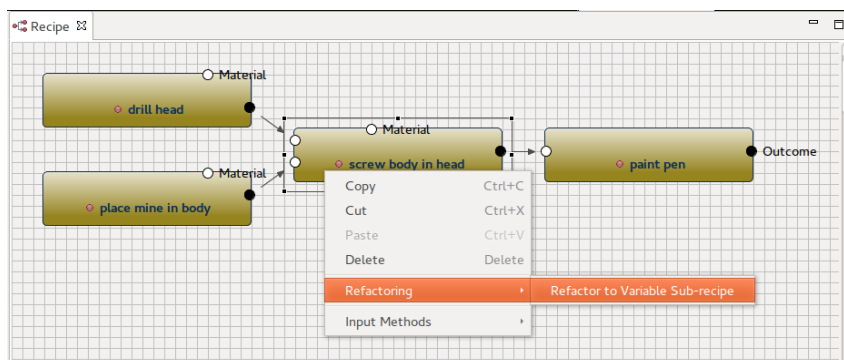 Recipe
Material
drill head
Material
screw body in head
paint pen
Outcome
Material
place mine in body
Copy Ctrl+C
Cut Ctrl+X
Paste Ctrl+V
Delete Delete
Refactoring Refactor to Variable Sub-recipe
Input Methods